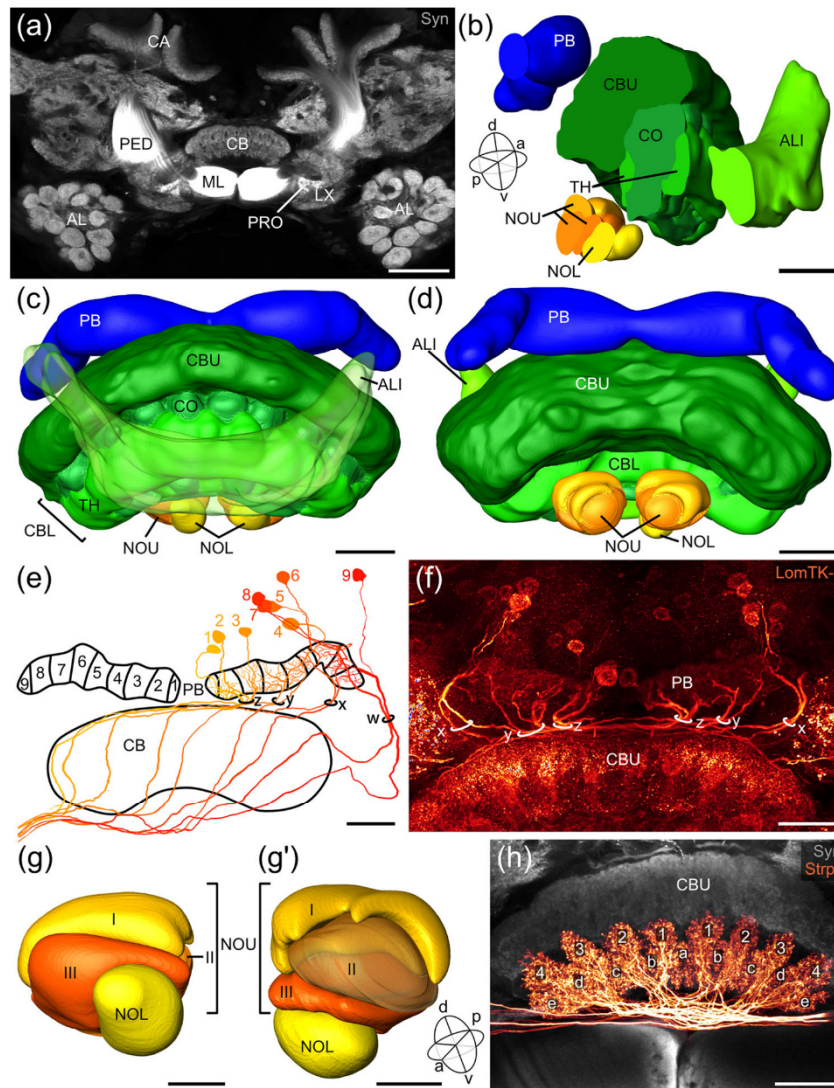 (a)
Syn
CA
PED
CB
ML
LX
PRO
AL
AL
(b)
PB
CBU
CO
ALI
d
a
p
v
TH
NOU
NOL
(c)
PB
CBU
ALI
CO
TH
CBL
NOU
NOL
(d)
PB
ALI
CBU
CBL
NOU
NOL
(e)
9
8
6
7
5
4
3
2
1
9 8 7 6 5 4 3 2 1
PB
z
y
x
w
CB
(f)
LomTK-
PB
x
y
z
z
y
x
CBU
(g)
I
II
III
NOL
NOU
(g')
I
II
III
NOL
d
p
a
v
(h)
Syn
Strp
CBU
4 3 2 1 1 2 3 4
e d c b a b c d e